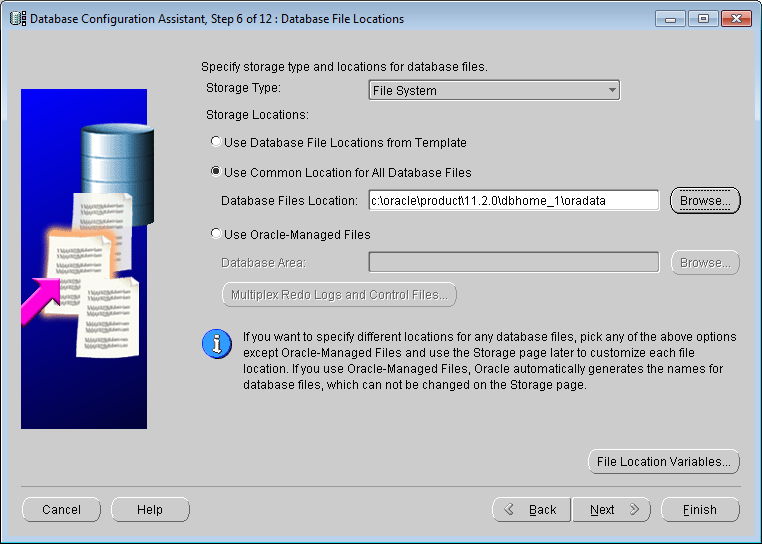 Database Configuration Assistant, Step 6 of 12 : Database File Locations
Specify storage type and locations for database files.
Storage Type:
File System
Storage Locations:
Use Database File Locations from Template
Use Common Location for All Database Files
Database Files Location:
c:\oracle\product\11.2.0\dbhome_1\oradata
Browse...
Use Oracle-Managed Files
Database Area:
Browse...
Multiplex Redo Logs and Control Files...
If you want to specify different locations for any database files, pick any of the above options
except Oracle-Managed Files and use the Storage page later to customize each file
location. If you use Oracle-Managed Files, Oracle automatically generates the names for
database files, which can not be changed on the Storage page.
File Location Variables...
Cancel
Help
Back
Next
Finish